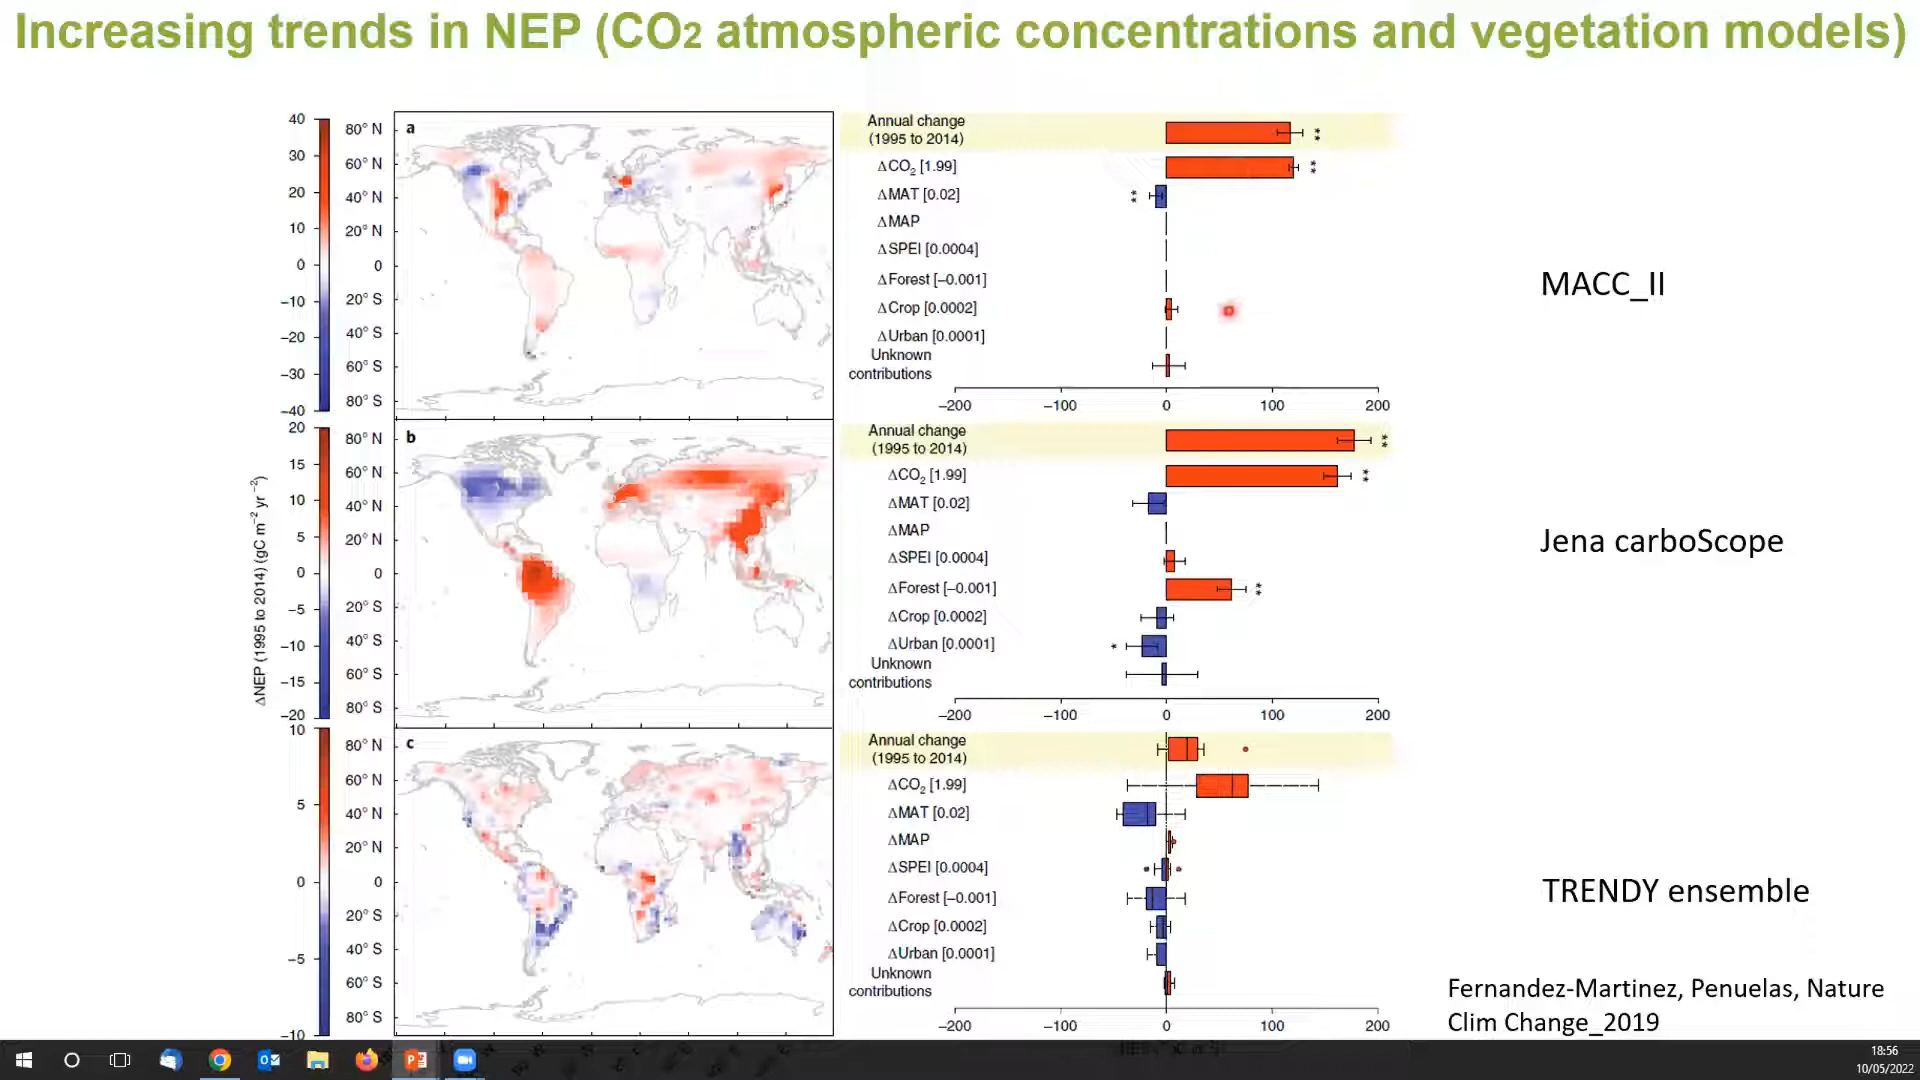 Increasing trends in NEP (CO2 atmospheric concentrations and vegetation models)
ΔNEP (1995 to 2014) (gC m−2 yr−2)
40
30
20
10
0
−10
−20
−30
−40
80° N
60° N
40° N
20° N
0
20° S
40° S
60° S
80° S
a
Annual change
(1995 to 2014)
**
ΔCO2 [1.99]
**
ΔMAT [0.02]
**
ΔMAP
ΔSPEI [0.0004]
ΔForest [−0.001]
ΔCrop [0.0002]
ΔUrban [0.0001]
Unknown
contributions
−200 −100 0 100 200
MACC_II
20
15
10
5
0
−5
−10
−15
−20
80° N
60° N
40° N
20° N
0
20° S
40° S
60° S
80° S
b
Annual change
(1995 to 2014)
**
ΔCO2 [1.99]
**
ΔMAT [0.02]
ΔMAP
ΔSPEI [0.0004]
ΔForest [−0.001]
**
ΔCrop [0.0002]
ΔUrban [0.0001]
*
Unknown
contributions
−200 −100 0 100 200
Jena carboScope
10
5
0
−5
−10
80° N
60° N
40° N
20° N
0
20° S
40° S
60° S
80° S
c
Annual change
(1995 to 2014)
ΔCO2 [1.99]
ΔMAT [0.02]
ΔMAP
ΔSPEI [0.0004]
ΔForest [−0.001]
ΔCrop [0.0002]
ΔUrban [0.0001]
Unknown
contributions
−200 −100 0 100 200
TRENDY ensemble
Fernandez-Martinez, Penuelas, Nature
Clim Change_2019
18:56
10/05/2022